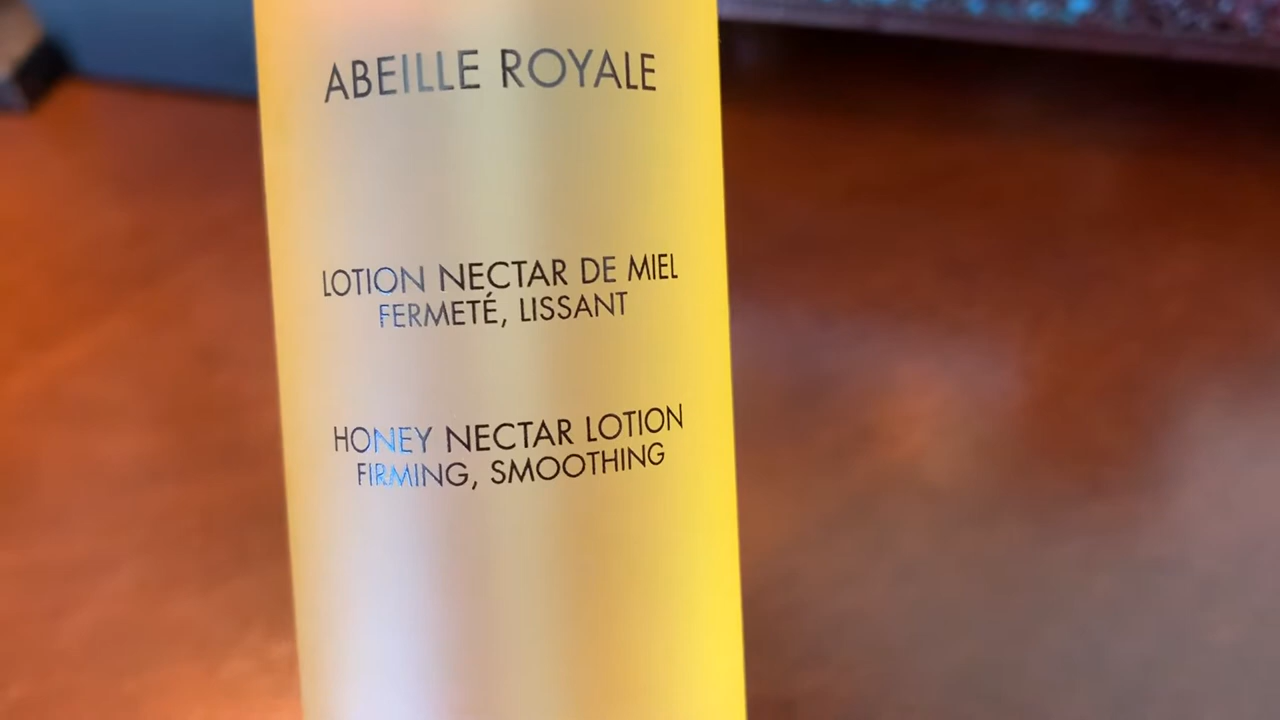 ABEILLE ROYALE
LOTION NECTAR DE MIEL
FERMETÉ, LISSANT
HONEY NECTAR LOTION
FIRMING, SMOOTHING